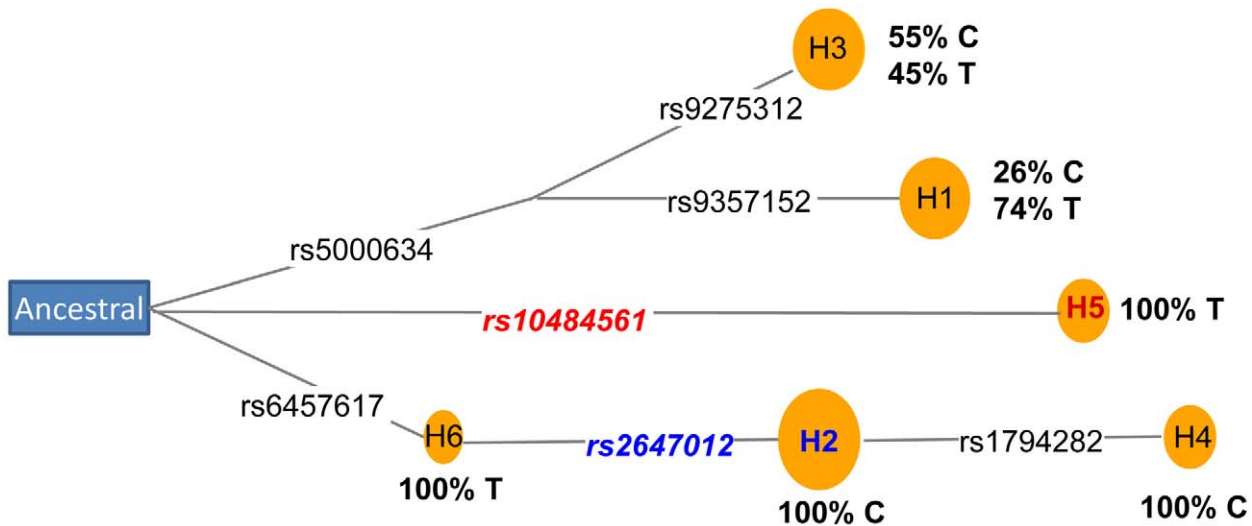 H3
55% C
45% T
rs9275312
H1
26% C
74% T
rs9357152
rs5000634
Ancestral
rs10484561
H5
100% T
rs6457617
H6
100% T
rs2647012
H2
100% C
rs1794282
H4
100% C